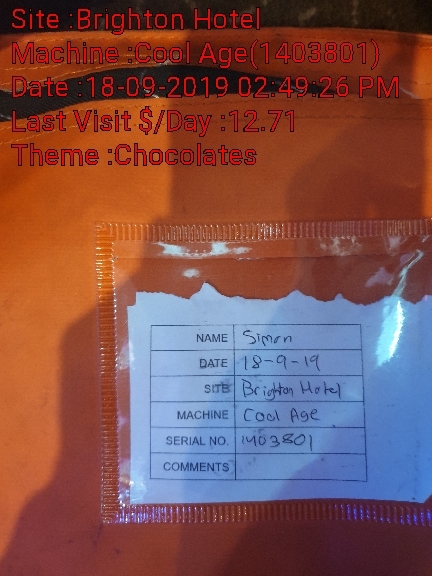 Site :Brighton Hotel
Machine :Cool Age(1403801)
Date :18-09-2019 02:49:26 PM
Last Visit $/Day :12.71
Theme :Chocolates
NAME Simon
DATE 18-9-19
SITE Brighton Hotel
MACHINE Cool Age
SERIAL NO. 1403801
COMMENTS